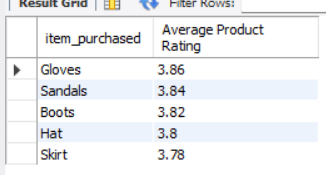 Result Grid Filter Rows:
item_purchased Average Product Rating
Gloves 3.86
Sandals 3.84
Boots 3.82
Hat 3.8
Skirt 3.78